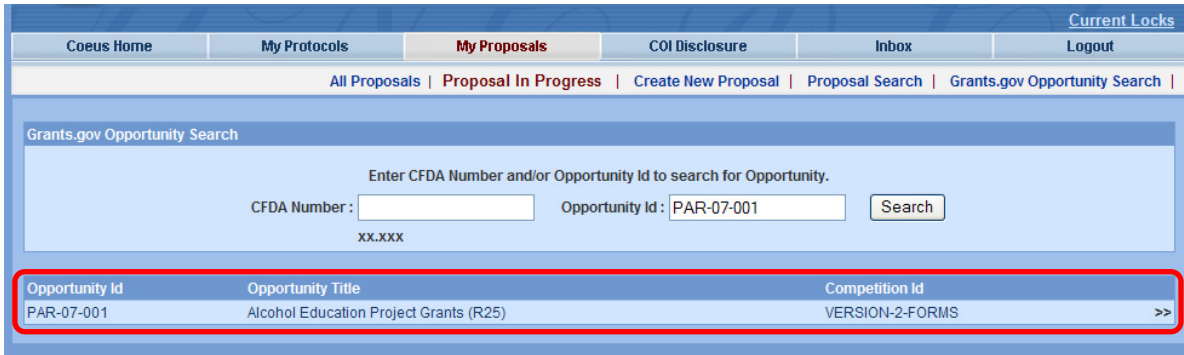 Current Locks
Coeus Home My Protocols My Proposals COI Disclosure Inbox Logout
All Proposals | Proposal In Progress | Create New Proposal | Proposal Search | Grants.gov Opportunity Search |
Grants.gov Opportunity Search
Enter CFDA Number and/or Opportunity Id to search for Opportunity.
CFDA Number : Opportunity Id : PAR-07-001 Search
xx.xxx
Opportunity Id Opportunity Title Competition Id
PAR-07-001 Alcohol Education Project Grants (R25) VERSION-2-FORMS >>